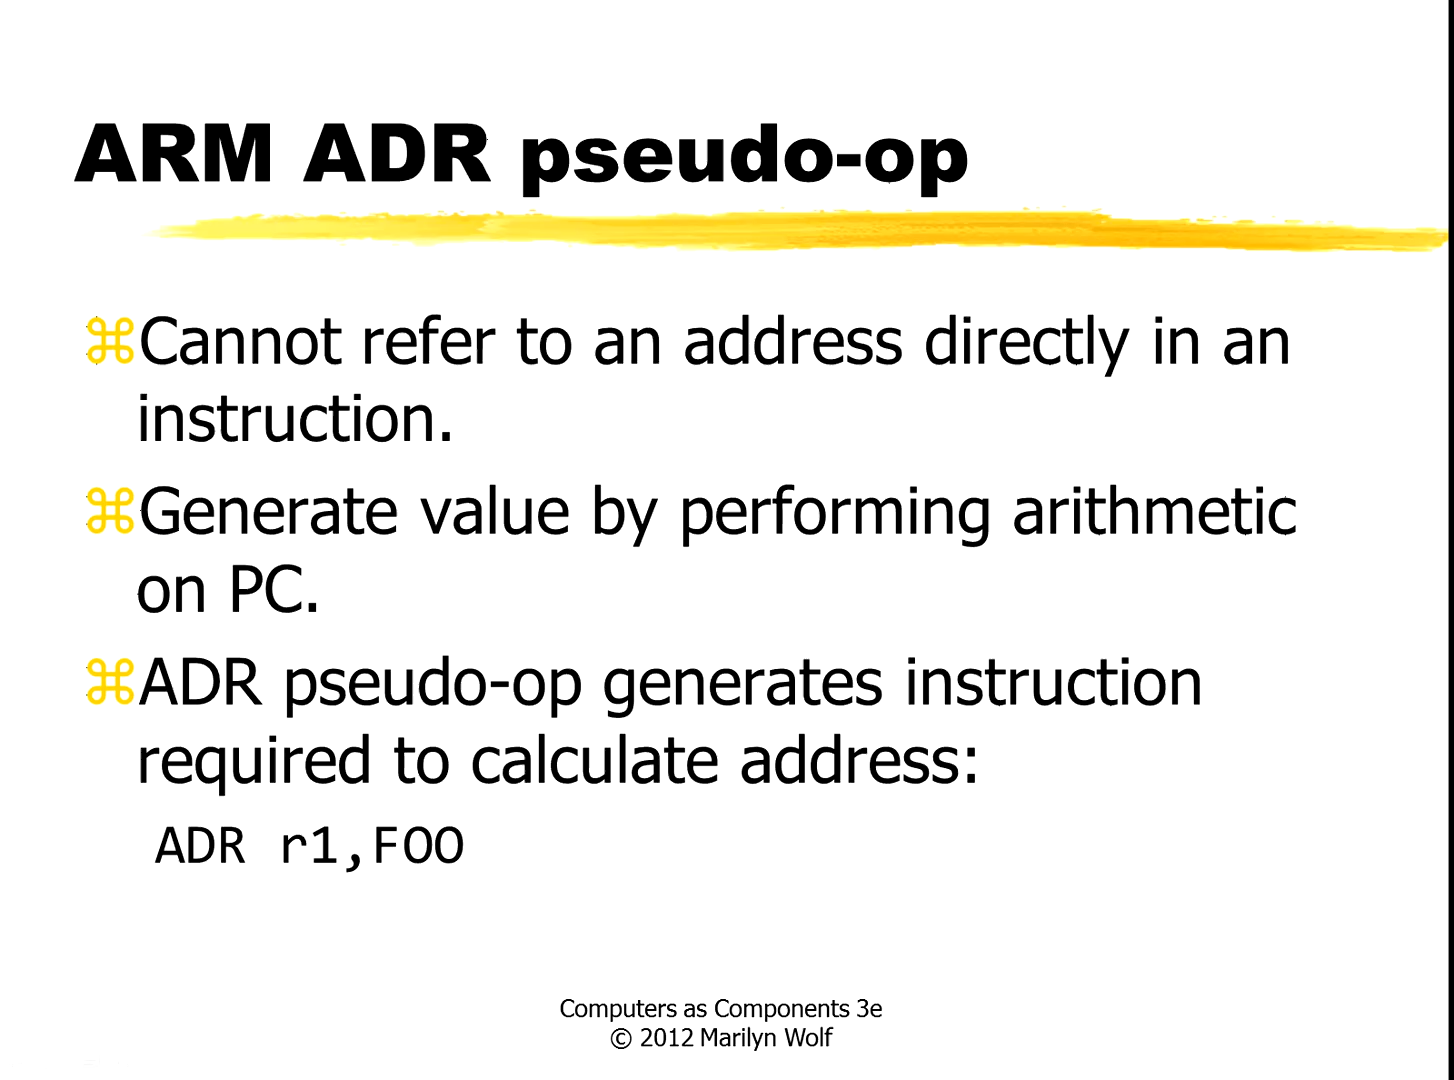 ARM ADR pseudo-op
⌘Cannot refer to an address directly in an
instruction.
⌘Generate value by performing arithmetic
on PC.
⌘ADR pseudo-op generates instruction
required to calculate address:
ADR r1,FOO
Computers as Components 3e
© 2012 Marilyn Wolf